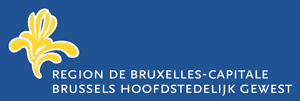 REGION DE BRUXELLES-CAPITALE
BRUSSELS HOOFDSTEDELIJK GEWEST